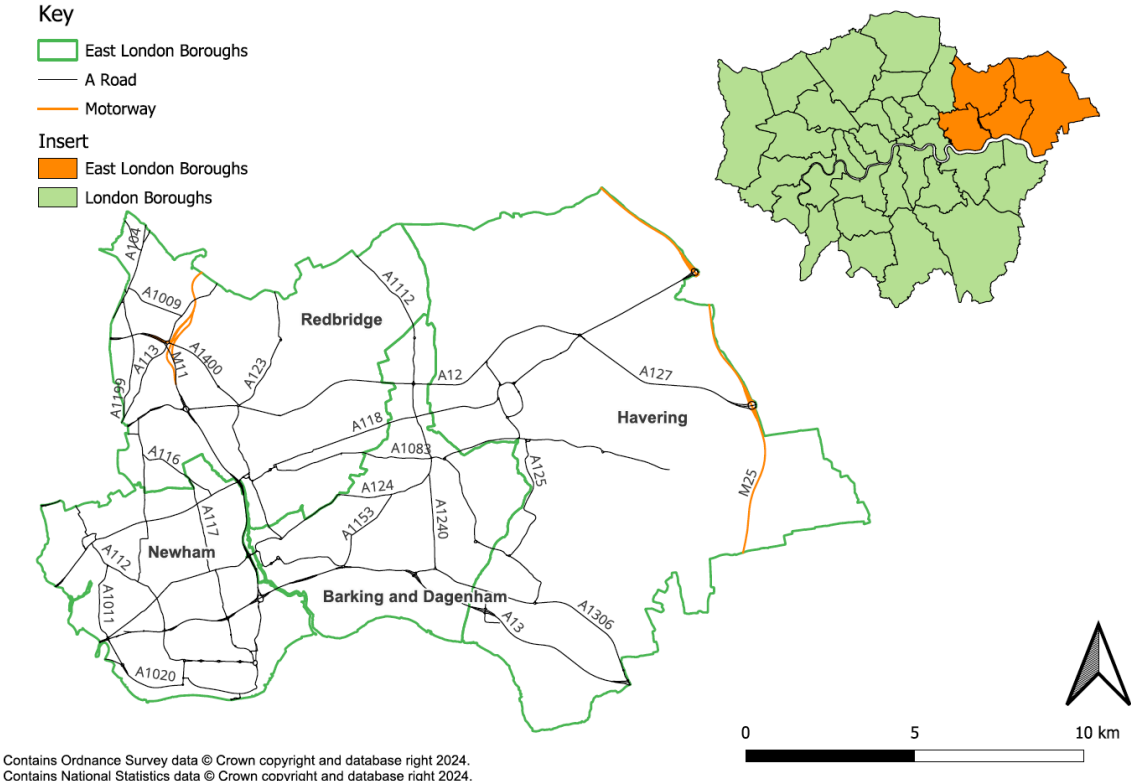 Key
East London Boroughs
A Road
Motorway
Insert
East London Boroughs
London Boroughs
A104
A1009
A1112
Redbridge
A113
M11
A1400
A123
A1199
A12
A127
Havering
A118
A116
A1083
A125
A124
M25
A117
A1153
A1240
Newham
A112
A1011
Barking and Dagenham
A13
A1306
A1020
0 5 10 km
Contains Ordnance Survey data © Crown copyright and database right 2024.
Contains National Statistics data © Crown copyright and database right 2024.